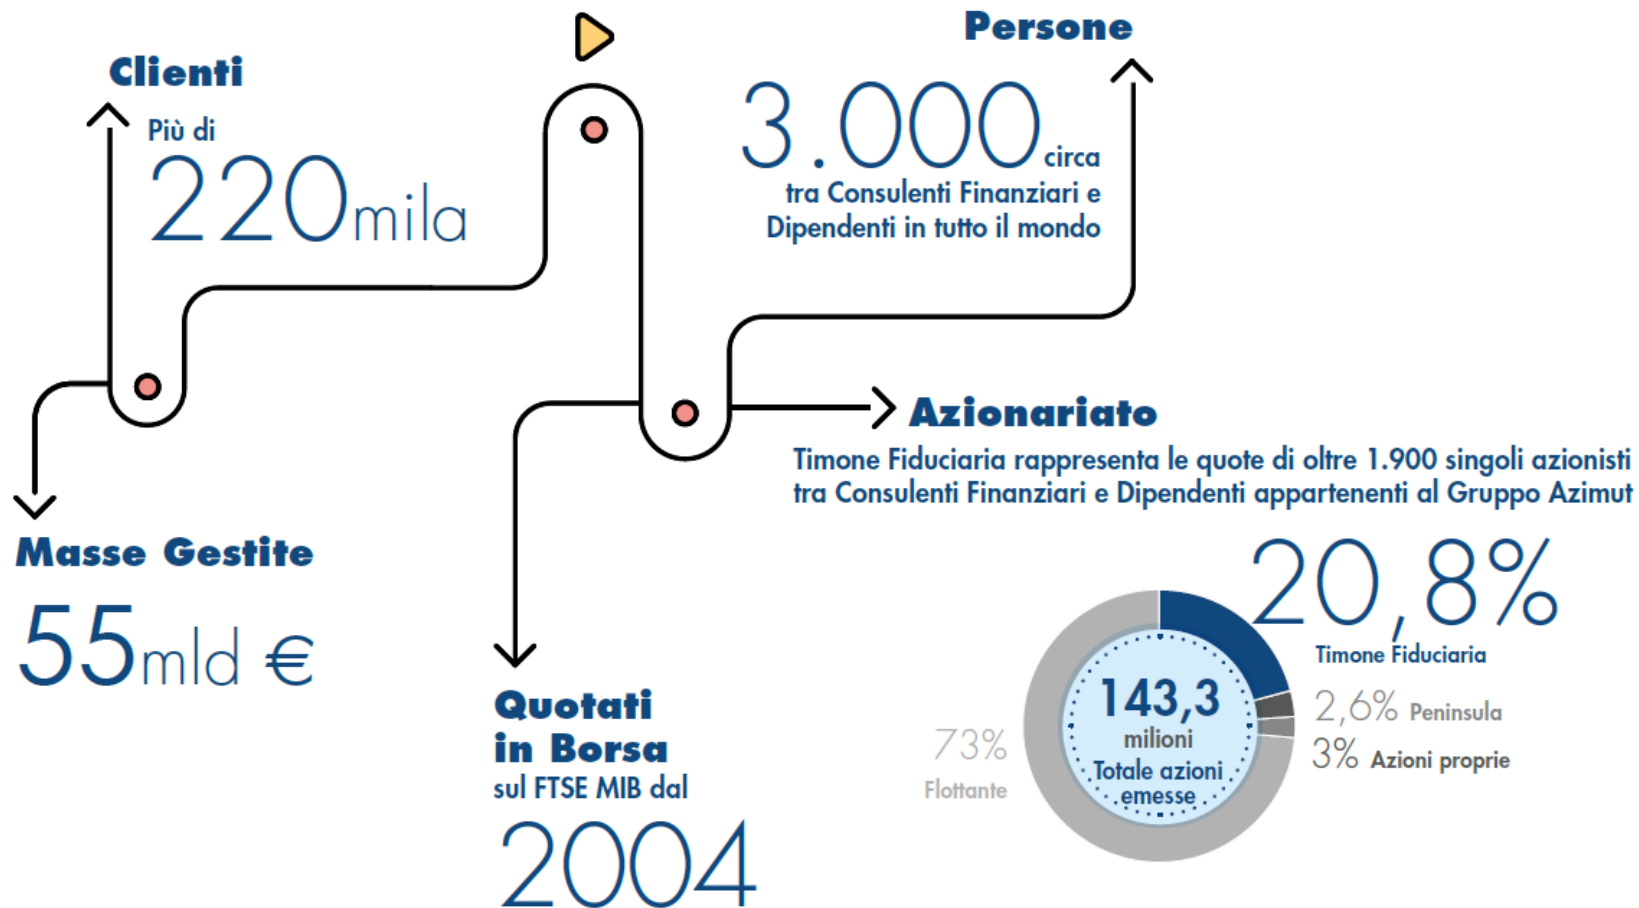 Clienti
Più di
220mila
Persone
3.000 circa
tra Consulenti Finanziari e
Dipendenti in tutto il mondo
Masse Gestite
55mld €
Quotati
in Borsa
sul FTSE MIB dal
2004
Azionariato
Timone Fiduciaria rappresenta le quote di oltre 1.900 singoli azionisti
tra Consulenti Finanziari e Dipendenti appartenenti al Gruppo Azimut
20,8%
Timone Fiduciaria
2,6% Peninsula
3% Azioni proprie
73%
Flottante
143,3
milioni
Totale azioni
emesse